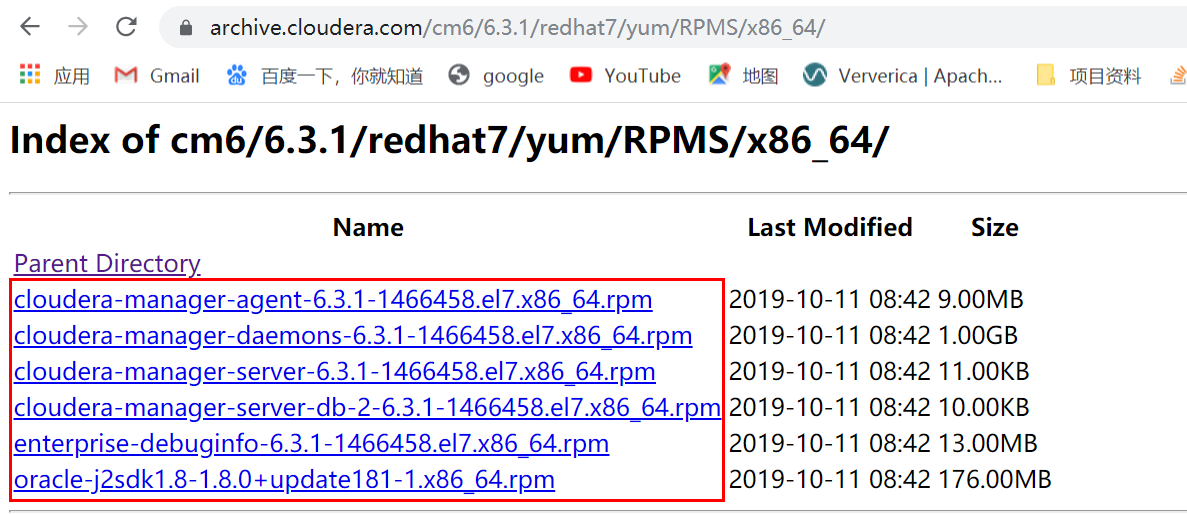 archive.cloudera.com/cm6/6.3.1/redhat7/yum/RPMS/x86_64/
应用 Gmail 百度一下，你就知道 google YouTube 地图 Ververica | Apach... 项目资料
Index of cm6/6.3.1/redhat7/yum/RPMS/x86_64/
Name Last Modified Size
Parent Directory
cloudera-manager-agent-6.3.1-1466458.el7.x86_64.rpm 2019-10-11 08:42 9.00MB
cloudera-manager-daemons-6.3.1-1466458.el7.x86_64.rpm 2019-10-11 08:42 1.00GB
cloudera-manager-server-6.3.1-1466458.el7.x86_64.rpm 2019-10-11 08:42 11.00KB
cloudera-manager-server-db-2-6.3.1-1466458.el7.x86_64.rpm 2019-10-11 08:42 10.00KB
enterprise-debuginfo-6.3.1-1466458.el7.x86_64.rpm 2019-10-11 08:42 13.00MB
oracle-j2sdk1.8-1.8.0+update181-1.x86_64.rpm 2019-10-11 08:42 176.00MB